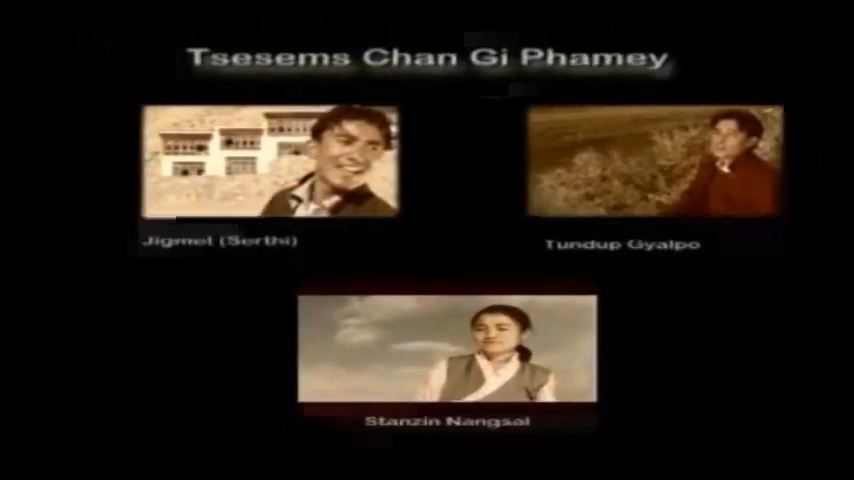 Tsesems Chan Gi Phamey
Jigmet (Serthi)
Tundup Gyalpo
Stanzin Nangsal